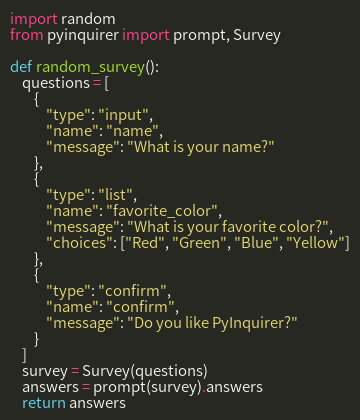 import random
from pyinquirer import prompt, Survey

def random_survey():
    questions = [
        {
            "type": "input",
            "name": "name",
            "message": "What is your name?"
        },
        {
            "type": "list",
            "name": "favorite_color",
            "message": "What is your favorite color?",
            "choices": ["Red", "Green", "Blue", "Yellow"]
        },
        {
            "type": "confirm",
            "name": "confirm",
            "message": "Do you like PyInquirer?"
        }
    ]
    survey = Survey(questions)
    answers = prompt(survey).answers
    return answers